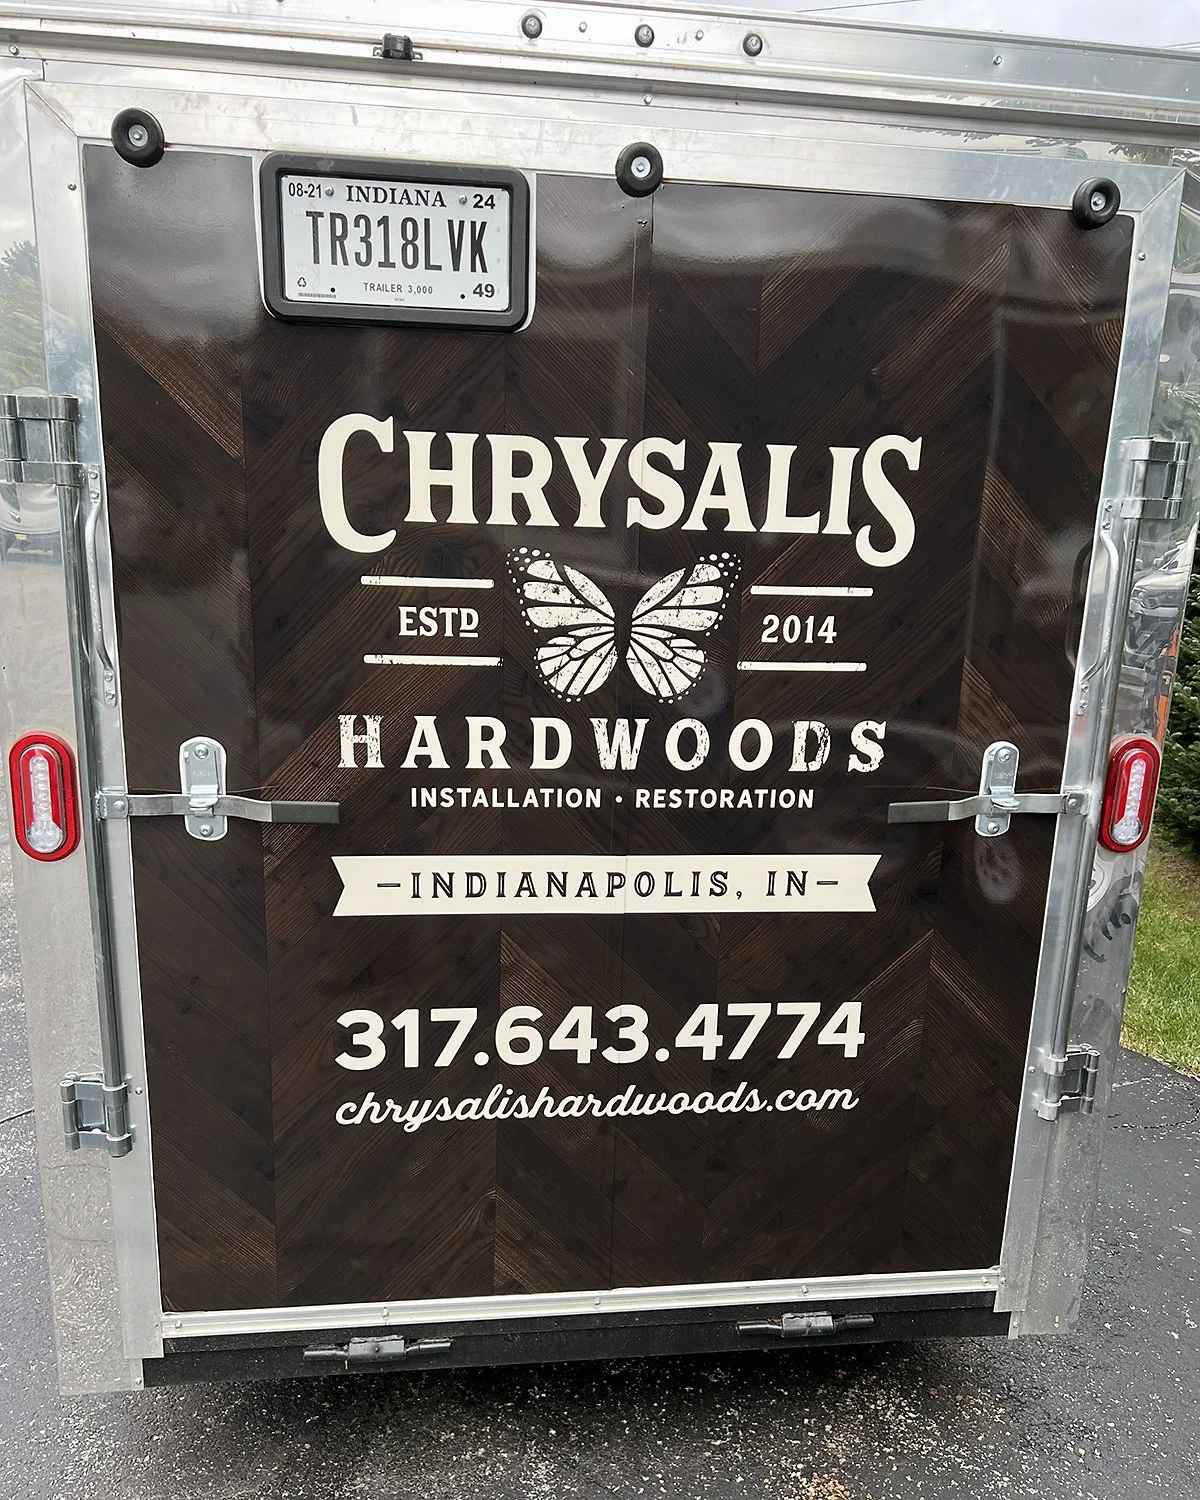 08-21 INDIANA 24
TR318LVK
TRAILER 3,000 49
CHRYSALIS
ESTD 2014
HARDWOODS
INSTALLATION • RESTORATION
–INDIANAPOLIS, IN–
317.643.4774
chrysalishardwoods.com